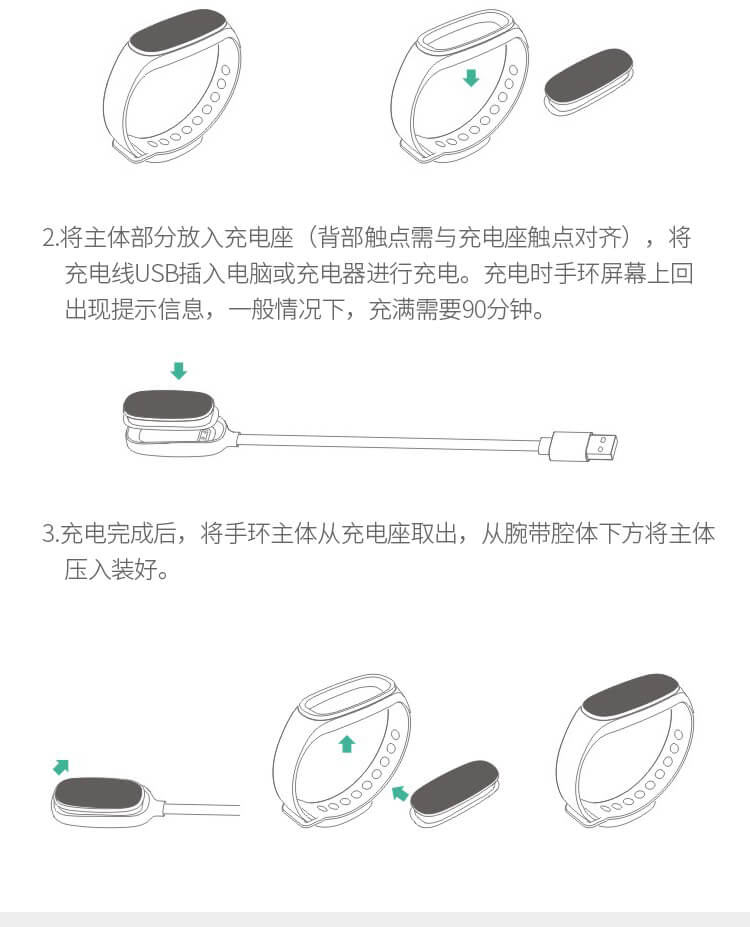 2.将主体部分放入充电座（背部触点需与充电座触点对齐），将
充电线USB插入电脑或充电器进行充电。充电时手环屏幕上回
出现提示信息，一般情况下，充满需要90分钟。
3.充电完成后，将手环主体从充电座取出，从腕带腔体下方将主体
压入装好。